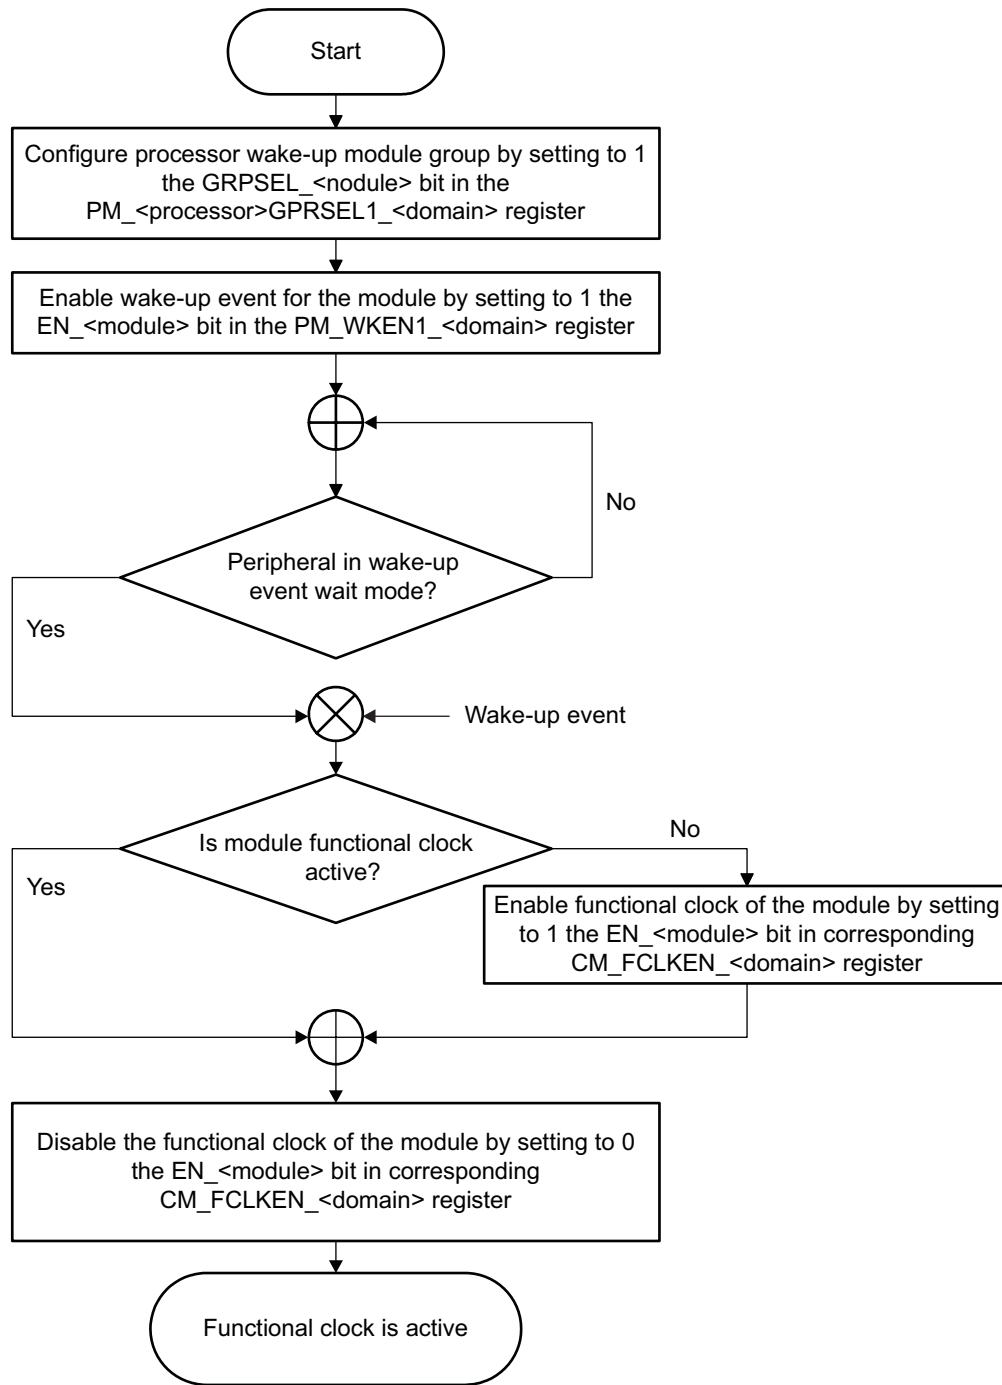 Start
Configure processor wake-up module group by setting to 1
the GRPSEL_<nodule> bit in the
PM_<processor>GPRSEL1_<domain> register
Enable wake-up event for the module by setting to 1 the
EN_<module> bit in the PM_WKEN1_<domain> register
No
Peripheral in wake-up
event wait mode?
Yes
Wake-up event
Is module functional clock
active?
No
Yes
Enable functional clock of the module by setting
to 1 the EN_<module> bit in corresponding
CM_FCLKEN_<domain> register
Disable the functional clock of the module by setting to 0
the EN_<module> bit in corresponding
CM_FCLKEN_<domain> register
Functional clock is active